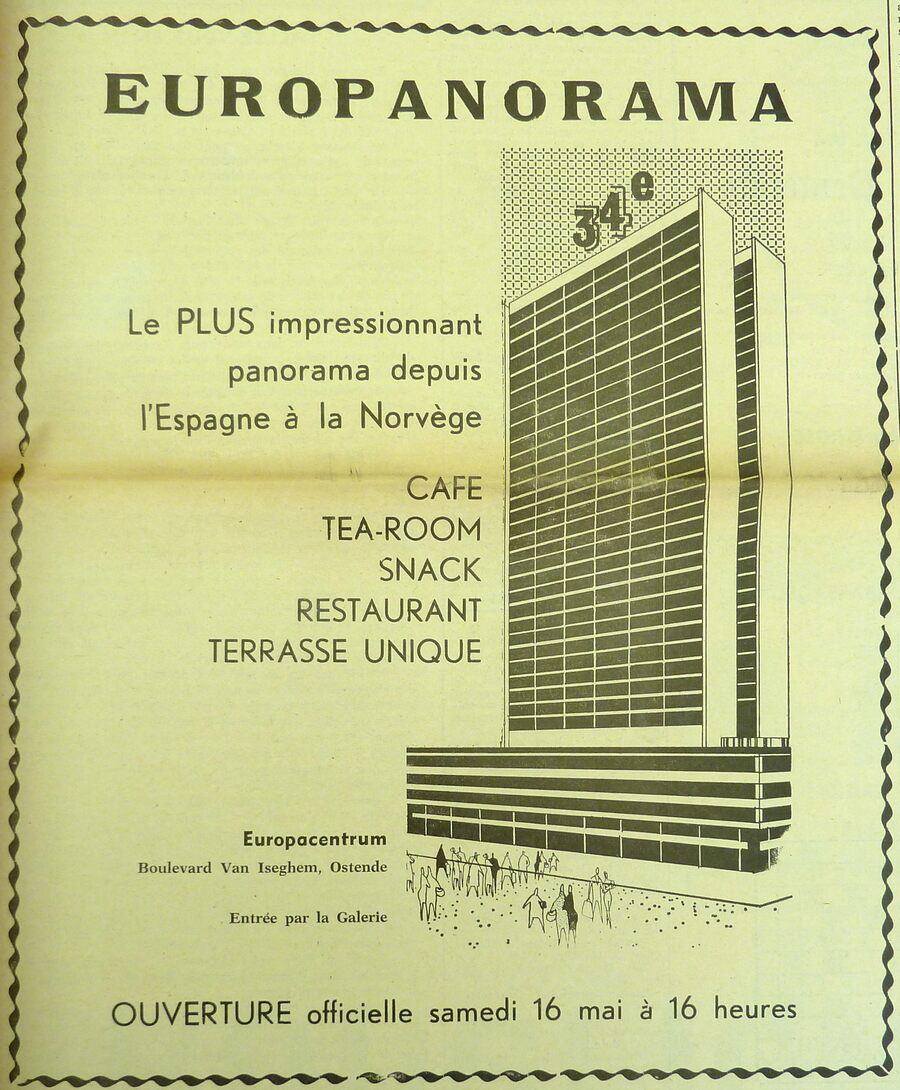 EUROPANORAMA
34e
Le PLUS impressionnant
panorama depuis
l'Espagne à la Norvège
CAFE
TEA-ROOM
SNACK
RESTAURANT
TERRASSE UNIQUE
Europacentrum
Boulevard Van Iseghem, Ostende
Entrée par la Galerie
OUVERTURE officielle samedi 16 mai à 16 heures